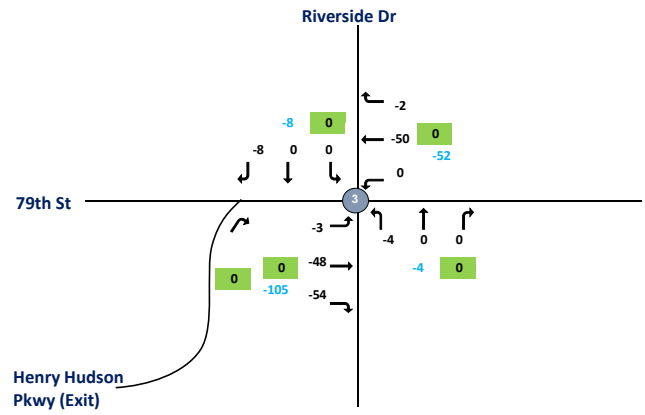 Riverside Dr
-2
-8 0
-50 0
-52
-8 0 0
0
79th St
3
-3
-4 0 0
-48
0 0
-4 0
-105
-54
Henry Hudson
Pkwy (Exit)